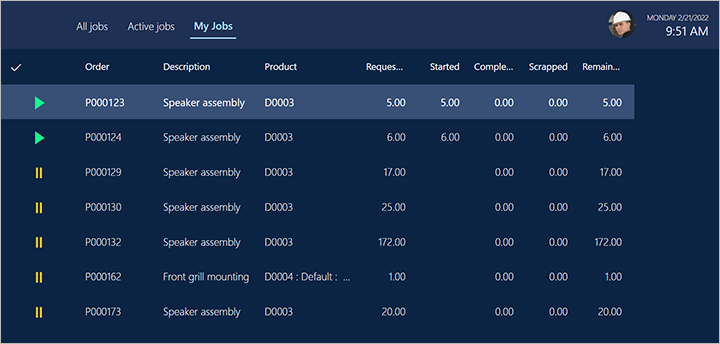 All jobs Active jobs My Jobs MONDAY 2/21/2022
9:51 AM
Order Description Product Reques... Started Comple... Scrapped Remain...
P000123 Speaker assembly D0003 5.00 5.00 0.00 0.00 5.00
P000124 Speaker assembly D0003 6.00 6.00 0.00 0.00 6.00
P000129 Speaker assembly D0003 17.00 0.00 0.00 17.00
P000130 Speaker assembly D0003 25.00 0.00 0.00 25.00
P000132 Speaker assembly D0003 172.00 0.00 0.00 172.00
P000162 Front grill mounting D0004 : Default : ... 1.00 0.00 0.00 1.00
P000173 Speaker assembly D0003 20.00 0.00 0.00 20.00